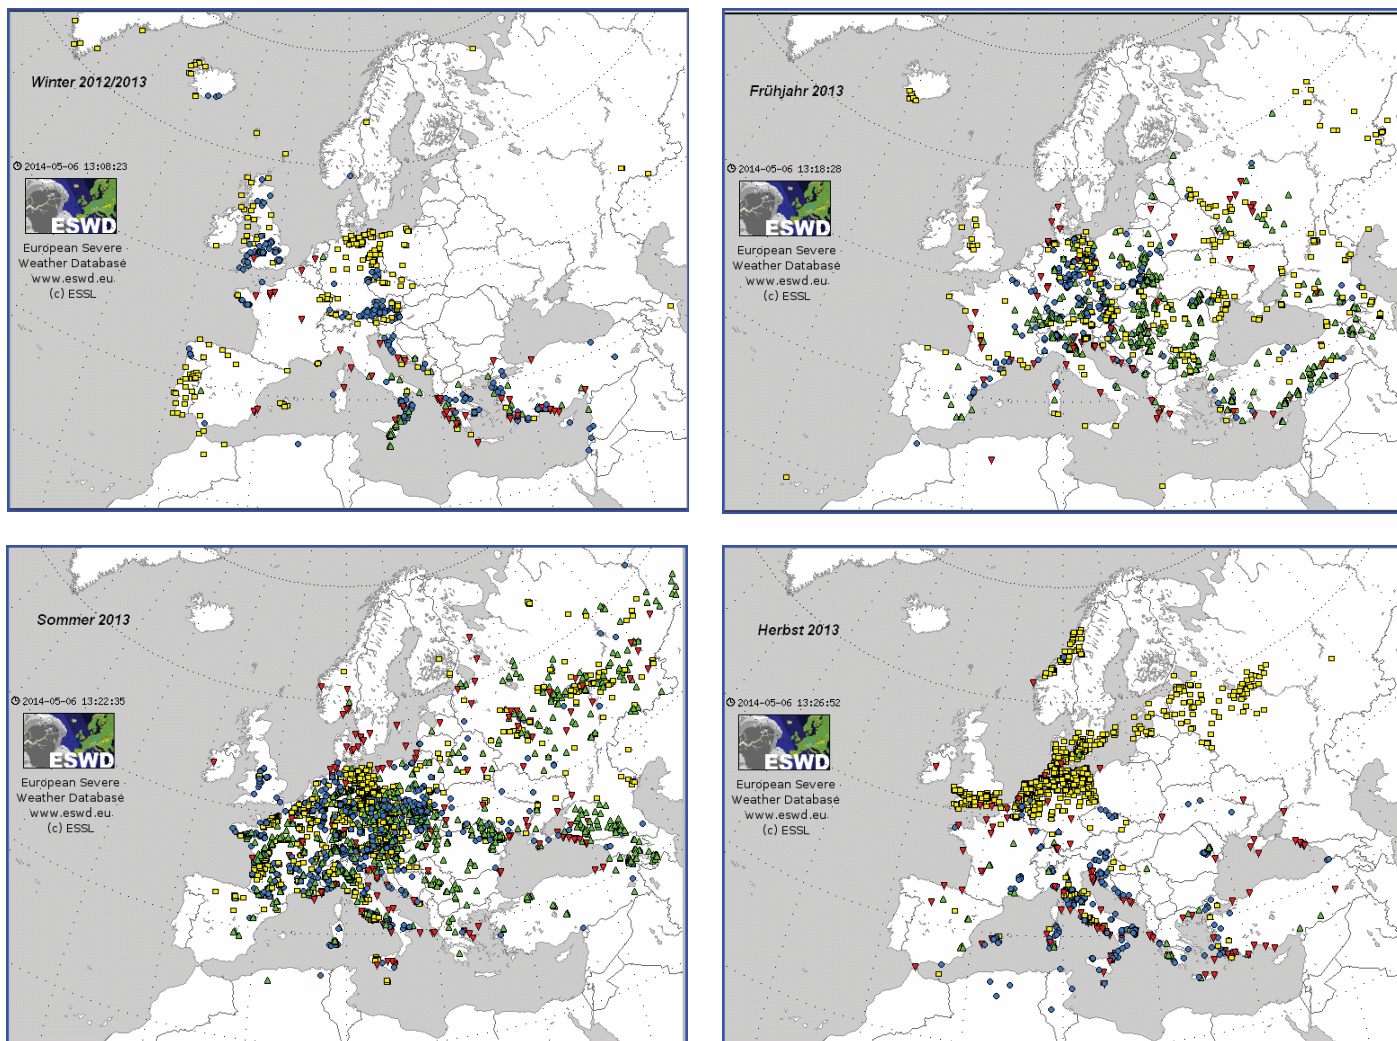 Winter 2012/2013
2014-05-06 13:08:23
ESWD
European Severe
Weather Database
www.eswd.eu
(c) ESSL
Frühjahr 2013
2014-05-06 13:18:28
ESWD
European Severe
Weather Database
www.eswd.eu
(c) ESSL
Sommer 2013
2014-05-06 13:22:35
ESWD
European Severe
Weather Database
www.eswd.eu
(c) ESSL
Herbst 2013
2014-05-06 13:26:52
ESWD
European Severe
Weather Database
www.eswd.eu
(c) ESSL